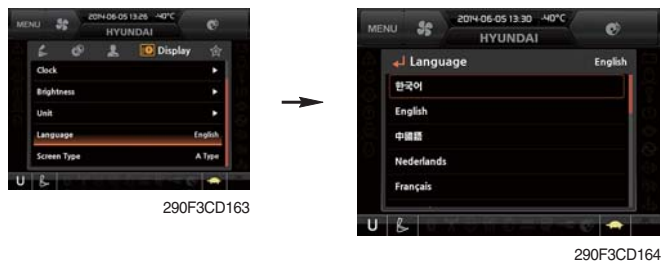 MENU
2014-06-05 13:26 -40°C
HYUNDAI
Display
Clock
Brightness
Unit
Language English
Screen Type A Type
U
290F3CD163
MENU
2014-06-05 13:30 -40°C
HYUNDAI
Language English
한국어
English
中國語
Nederlands
Français
U
290F3CD164